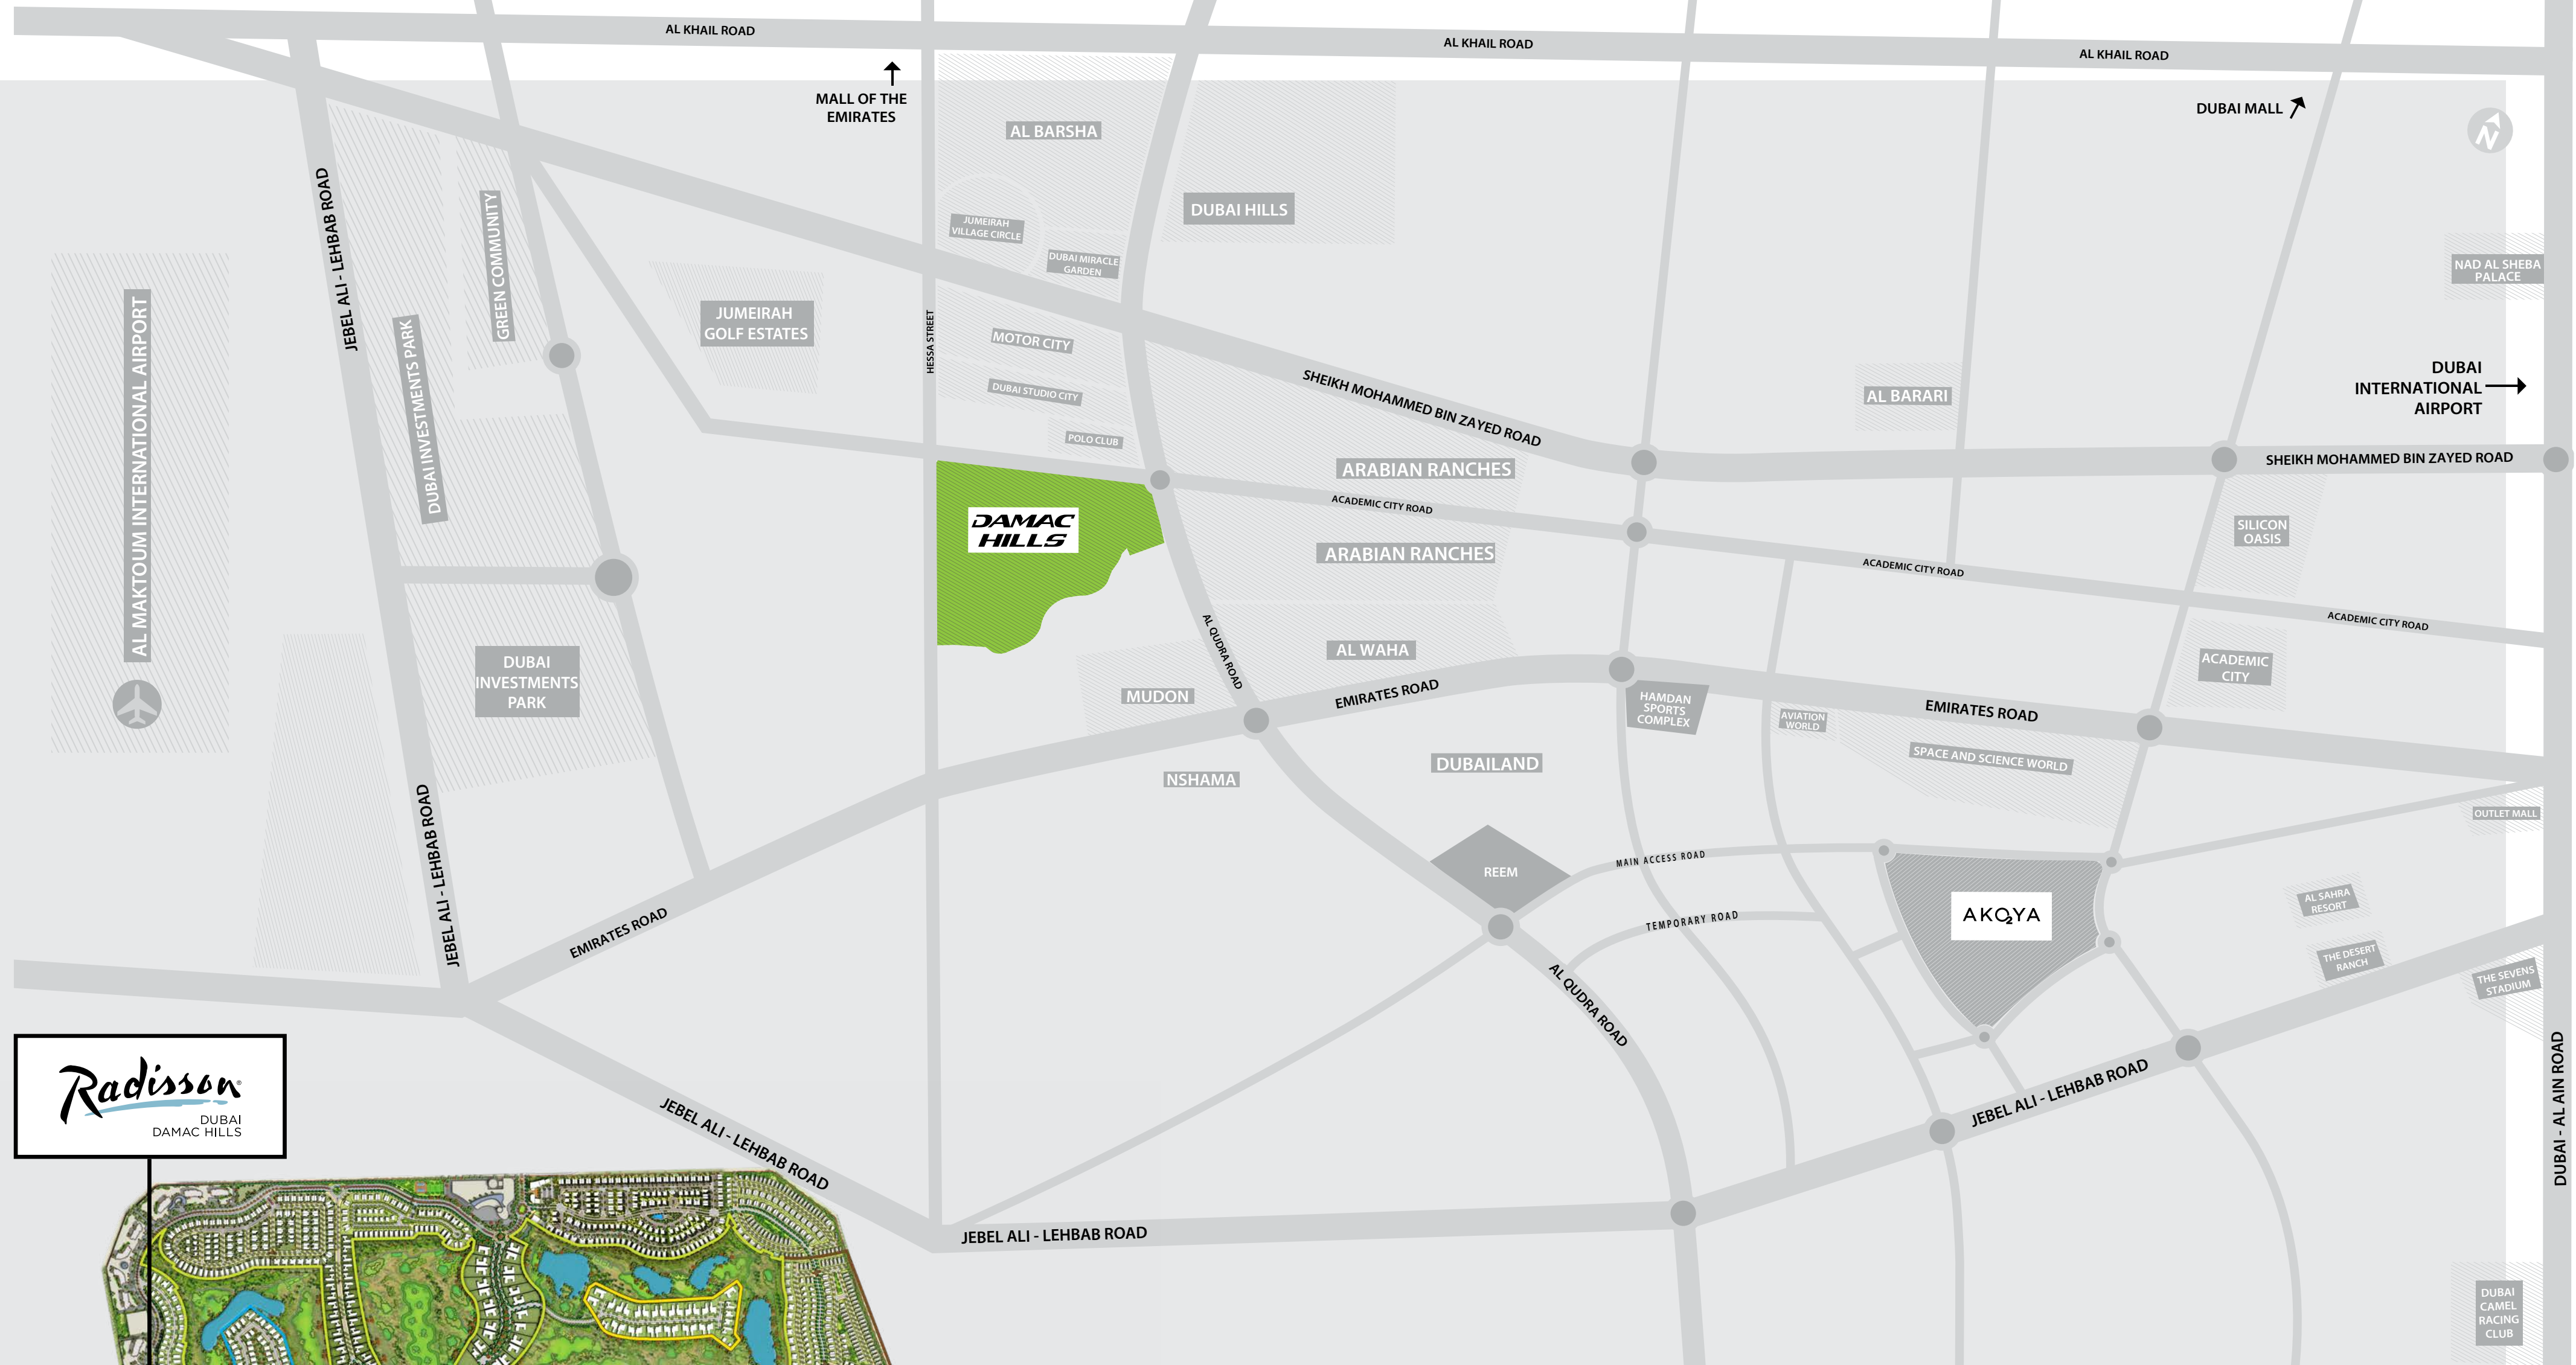 AL KHAIL ROAD
AL KHAIL ROAD
AL KHAIL ROAD
MALL OF THE
EMIRATES
DUBAI MALL
N
AL BARSHA
DUBAI HILLS
JUMEIRAH
VILLAGE CIRCLE
DUBAI MIRACLE
GARDEN
JEBEL ALI - LEHBAB ROAD
GREEN COMMUNITY
NAD AL SHEBA
PALACE
AL MAKTOUM INTERNATIONAL AIRPORT
DUBAI INVESTMENTS PARK
JUMEIRAH
GOLF ESTATES
HESSA STREET
MOTOR CITY
DUBAI STUDIO CITY
POLO CLUB
SHEIKH MOHAMMED BIN ZAYED ROAD
AL BARARI
DUBAI
INTERNATIONAL
AIRPORT
SHEIKH MOHAMMED BIN ZAYED ROAD
ARABIAN RANCHES
ACADEMIC CITY ROAD
DAMAC
HILLS
ARABIAN RANCHES
SILICON
OASIS
ACADEMIC CITY ROAD
ACADEMIC CITY ROAD
AL QUDRA ROAD
AL WAHA
ACADEMIC
CITY
DUBAI
INVESTMENTS
PARK
MUDON
EMIRATES ROAD
HAMDAN
SPORTS
COMPLEX
AVIATION
WORLD
EMIRATES ROAD
SPACE AND SCIENCE WORLD
NSHAMA
DUBAILAND
OUTLET MALL
JEBEL ALI - LEHBAB ROAD
EMIRATES ROAD
REEM
MAIN ACCESS ROAD
TEMPORARY ROAD
AKO2YA
AL SAHRA
RESORT
THE DESERT
RANCH
THE SEVENS
STADIUM
AL QUDRA ROAD
Radisson®
DUBAI
DAMAC HILLS
JEBEL ALI - LEHBAB ROAD
JEBEL ALI - LEHBAB ROAD
JEBEL ALI - LEHBAB ROAD
DUBAI - AL AIN ROAD
DUBAI
CAMEL
RACING
CLUB